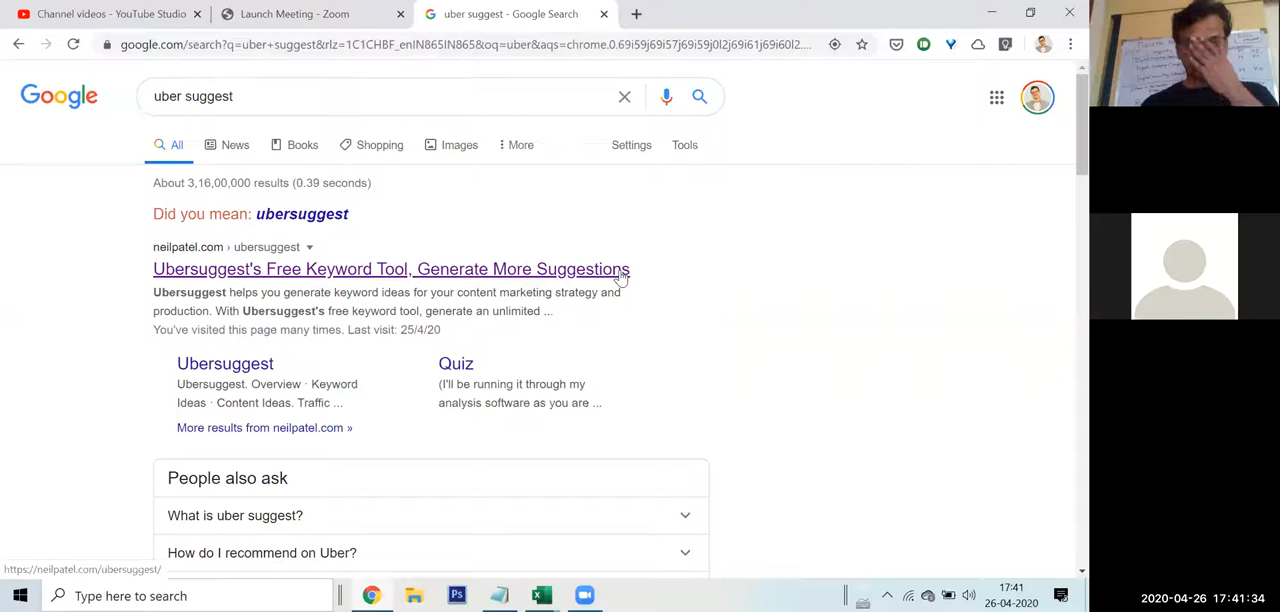 Channel videos - YouTube Studio
Launch Meeting - Zoom
uber suggest - Google Search
google.com/search?q=uber+suggest&rlz=1C1CHBF_enIN865IN865&oq=uber&aqs=chrome.0.69i59j69i57j69i59j0l2j69i61j69i60l2....
Google
uber suggest
All
News
Books
Shopping
Images
More
Settings
Tools
About 3,16,00,000 results (0.39 seconds)
Did you mean: ubersuggest
neilpatel.com › ubersuggest
Ubersuggest's Free Keyword Tool, Generate More Suggestions
Ubersuggest helps you generate keyword ideas for your content marketing strategy and
production. With Ubersuggest's free keyword tool, generate an unlimited ...
You've visited this page many times. Last visit: 25/4/20
Ubersuggest
Quiz
Ubersuggest. Overview · Keyword
Ideas · Content Ideas. Traffic ...
(I'll be running it through my
analysis software as you are ...
More results from neilpatel.com »
People also ask
What is uber suggest?
How do I recommend on Uber?
https://neilpatel.com/ubersuggest/
Type here to search
Ps
17:41
26-04-2020
2020-04-26 17:41:34